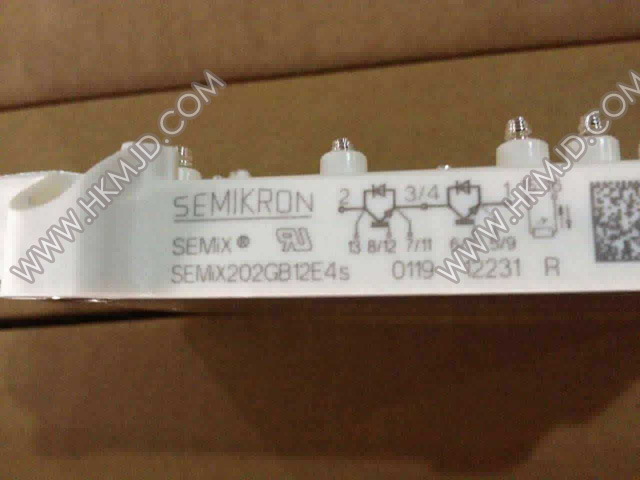 SEMIKRON
SEMiX®
SEMiX202GB12E4s
2
3/4
1
13 8/12 7/11
0119
12231 R
WWW.HKMJD.COM
WWW.HKMJD.COM